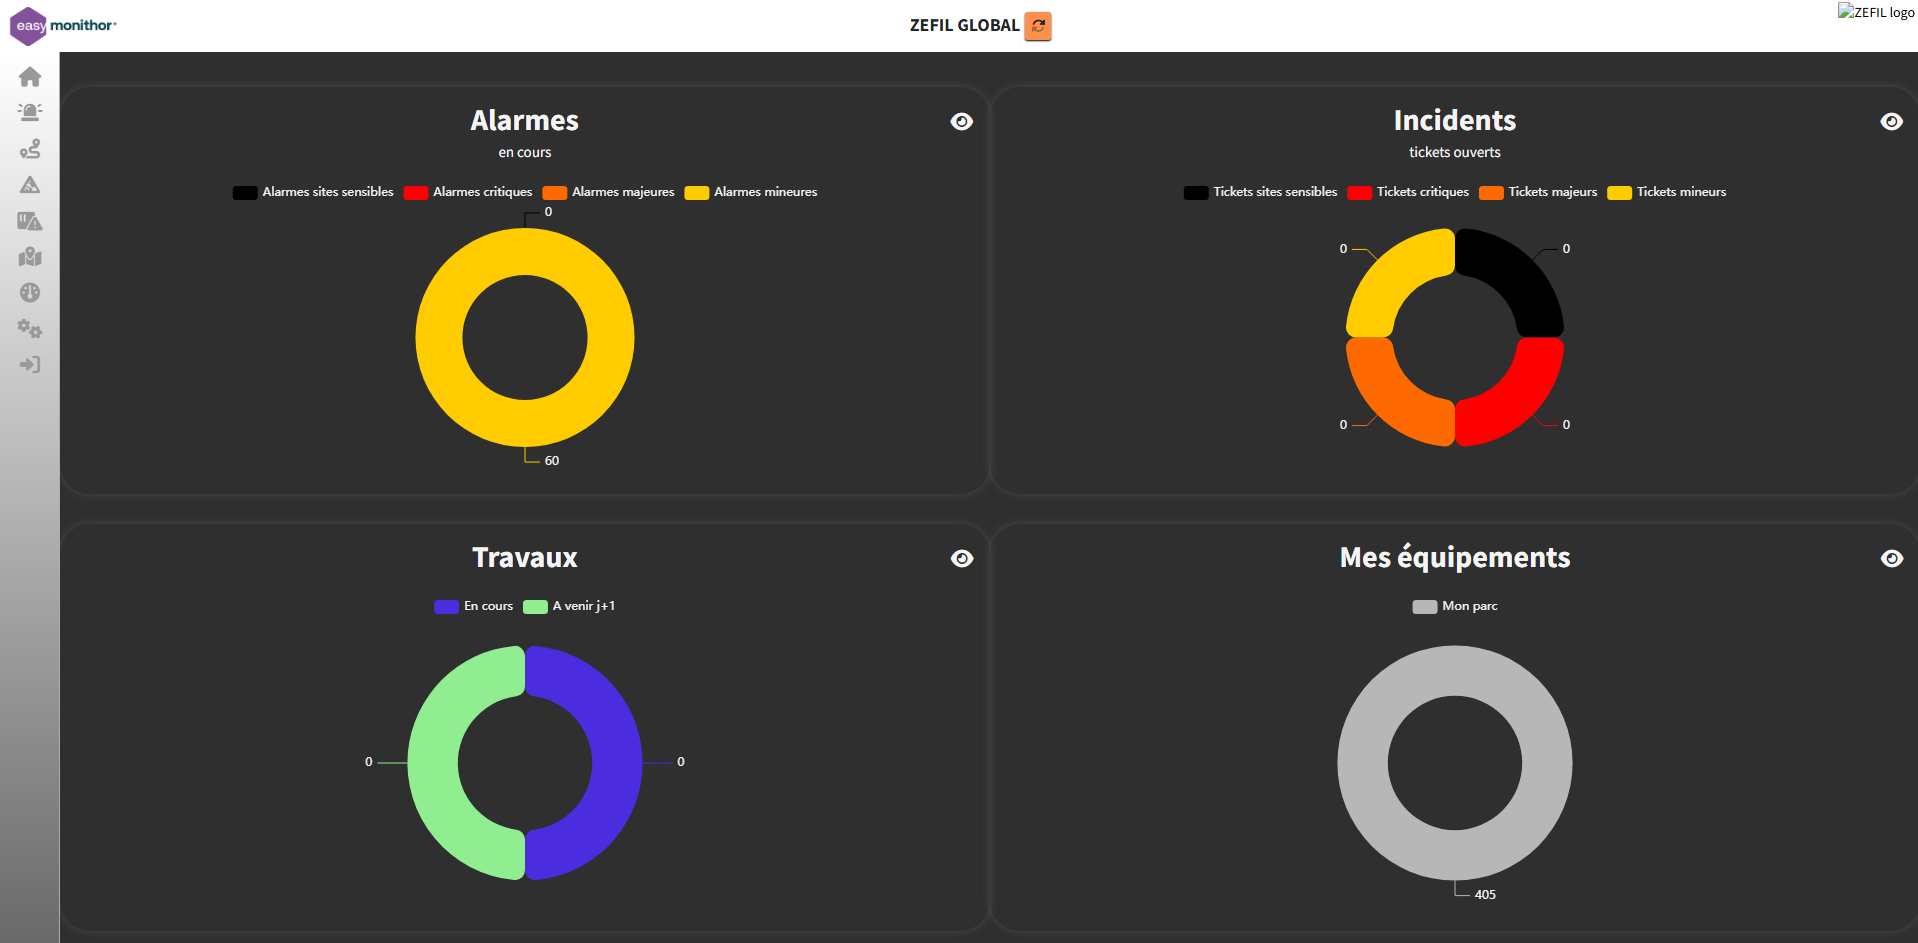 easy monithor
ZEFIL GLOBAL
ZEFIL logo
Alarmes
en cours
Alarmes sites sensibles Alarmes critiques Alarmes majeures Alarmes mineures
0
60
Incidents
tickets ouverts
Tickets sites sensibles Tickets critiques Tickets majeurs Tickets mineurs
0 0
0 0
Travaux
En cours A venir j+1
0 0
Mes équipements
Mon parc
405